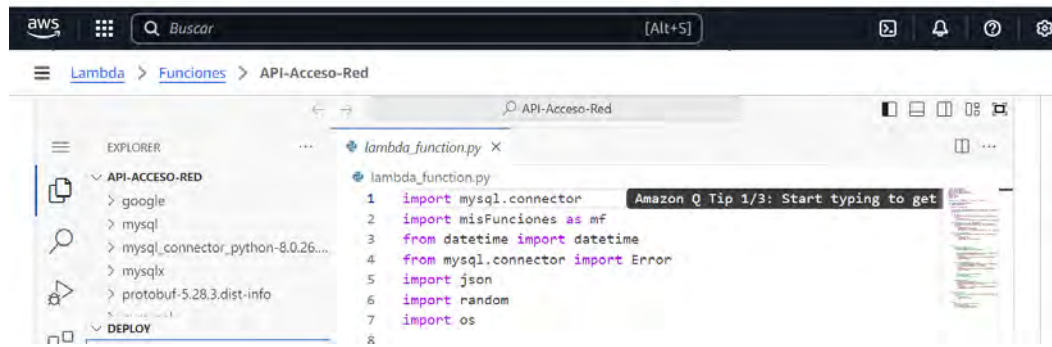 aws
Buscar [Alt+S]
Lambda > Funciones > API-Acceso-Red
API-Acceso-Red
EXPLORER ...
lambda_function.py
API-ACCESO-RED
lambda_function.py
> google
> mysql
> mysql_connector_python-8.0.26....
> mysqlx
> protobuf-5.28.3.dist-info
DEPLOY
1 import mysql.connector
Amazon Q Tip 1/3: Start typing to get
2 import misFunciones as mf
3 from datetime import datetime
4 from mysql.connector import Error
5 import json
6 import random
7 import os
8